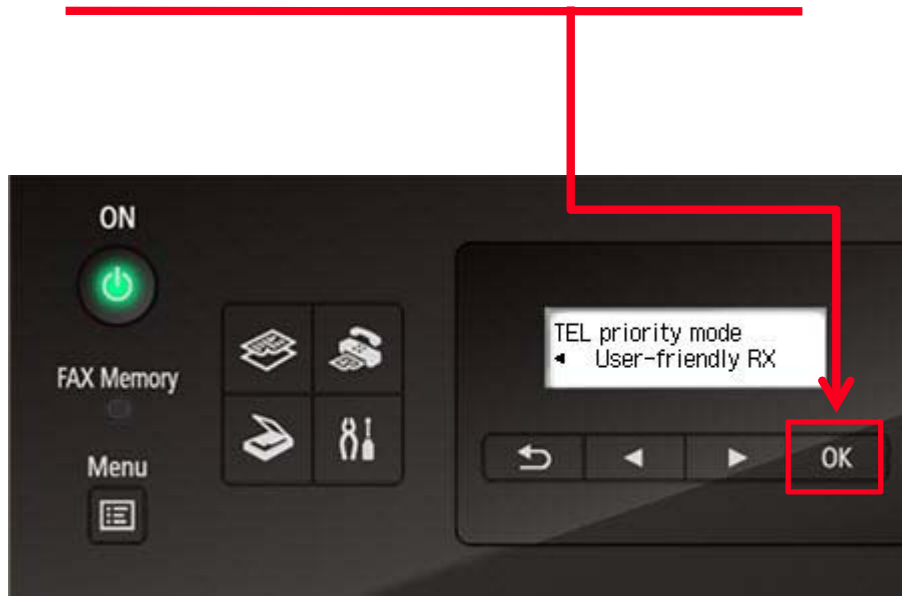 ON
FAX Memory
Menu
TEL priority mode
User-friendly RX
OK